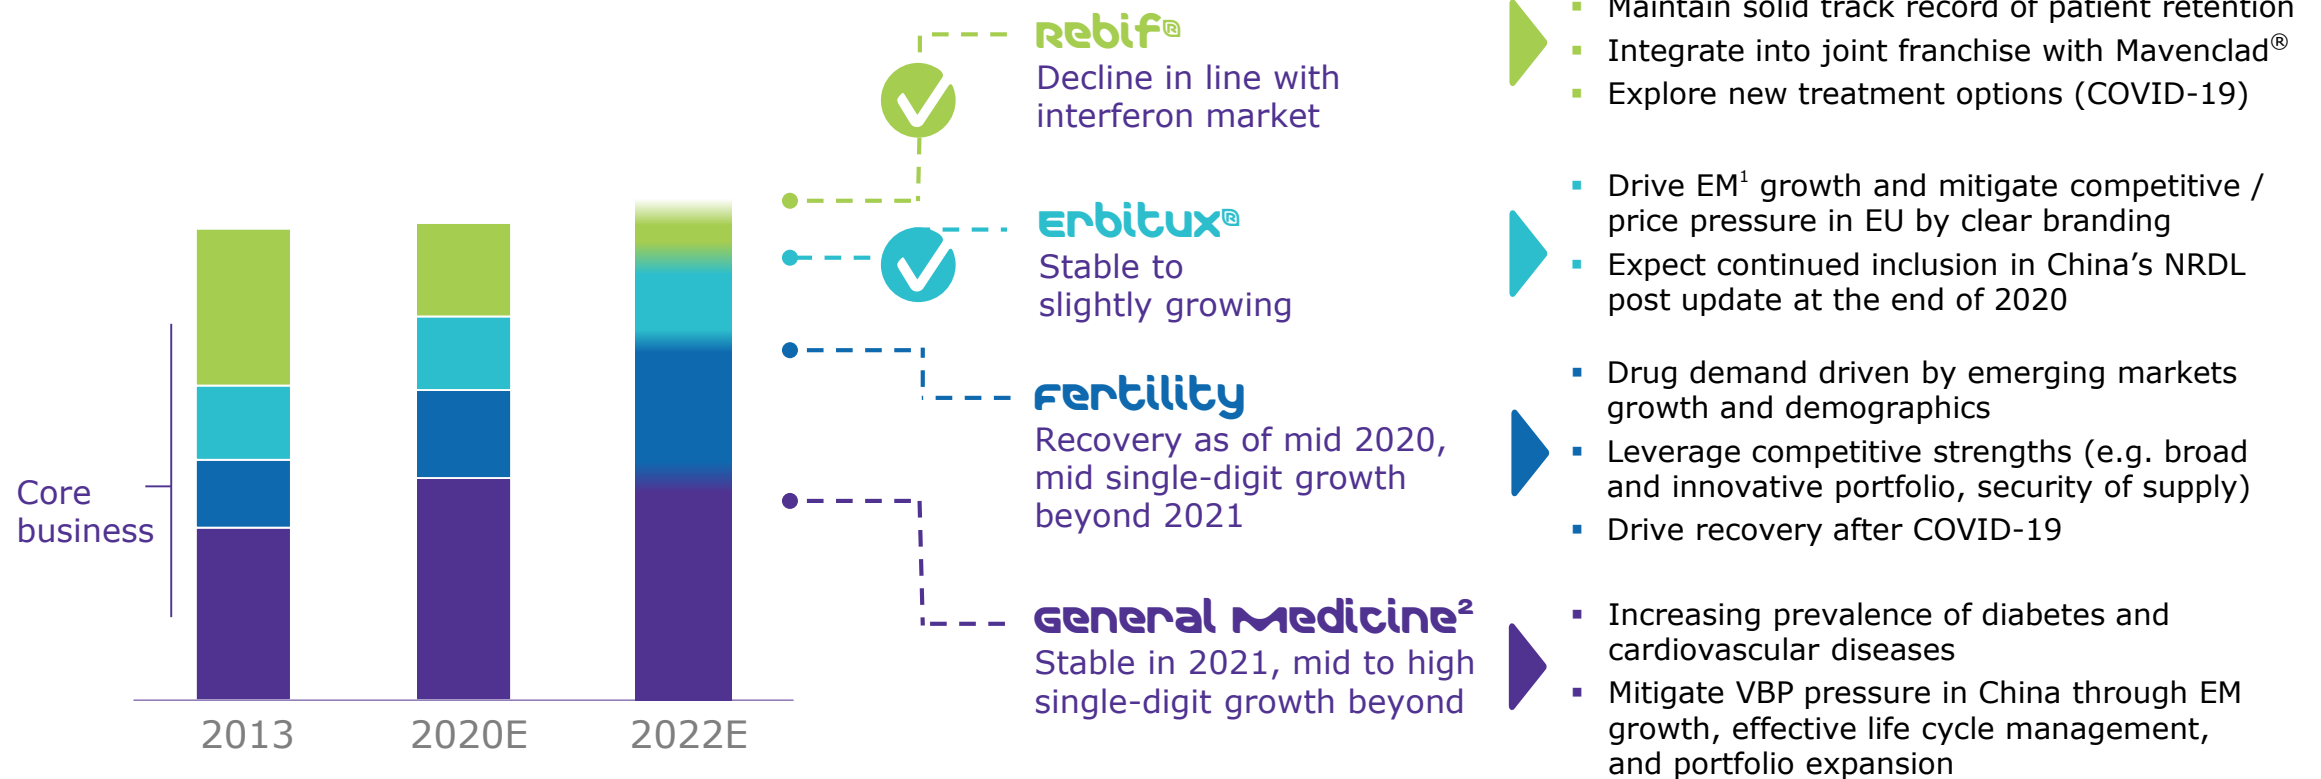 Core
business
2013
2020E
2022E
Rebif®
Decline in line with
interferon market
▪ Maintain solid track record of patient retention
▪ Integrate into joint franchise with Mavenclad®
▪ Explore new treatment options (COVID-19)
Erbitux®
Stable to
slightly growing
▪ Drive EM¹ growth and mitigate competitive /
price pressure in EU by clear branding
▪ Expect continued inclusion in China’s NRDL
post update at the end of 2020
Fertility
Recovery as of mid 2020,
mid single-digit growth
beyond 2021
▪ Drug demand driven by emerging markets
growth and demographics
▪ Leverage competitive strengths (e.g. broad
and innovative portfolio, security of supply)
▪ Drive recovery after COVID-19
General Medicine²
Stable in 2021, mid to high
single-digit growth beyond
▪ Increasing prevalence of diabetes and
cardiovascular diseases
▪ Mitigate VBP pressure in China through EM
growth, effective life cycle management,
and portfolio expansion